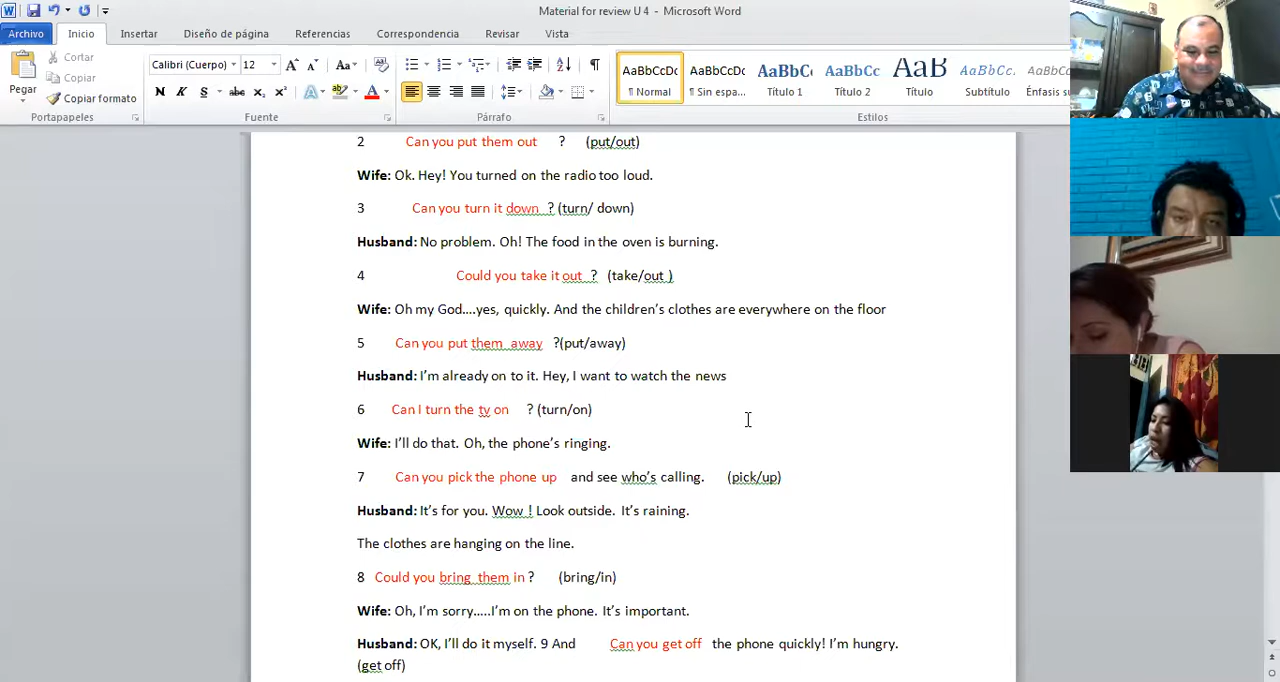 Material for review U 4 - Microsoft Word
Archivo Inicio Insertar Diseño de página Referencias Correspondencia Revisar Vista
Cortar
Copiar
Copiar formato
Pegar
Portapapeles
Calibri (Cuerpo) 12
Fuente
Párrafo
AaBbCcDc AaBbCcDc AaBbC AaBbCc AaB AaBbCc. AaBbCcD
¶ Normal ¶ Sin espa... Título 1 Título 2 Título Subtítulo Énfasis
Estilos
2 Can you put them out ? (put/out)
Wife: Ok. Hey! You turned on the radio too loud.
3 Can you turn it down ? (turn/ down)
Husband: No problem. Oh! The food in the oven is burning.
4 Could you take it out ? (take/out )
Wife: Oh my God….yes, quickly. And the children’s clothes are everywhere on the floor
5 Can you put them away ?(put/away)
Husband: I’m already on to it. Hey, I want to watch the news
6 Can I turn the tv on ? (turn/on)
Wife: I’ll do that. Oh, the phone’s ringing.
7 Can you pick the phone up and see who’s calling. (pick/up)
Husband: It’s for you. Wow ! Look outside. It’s raining.
The clothes are hanging on the line.
8 Could you bring them in ? (bring/in)
Wife: Oh, I’m sorry…..I’m on the phone. It’s important.
Husband: OK, I’ll do it myself. 9 And Can you get off the phone quickly! I’m hungry.
(get off)